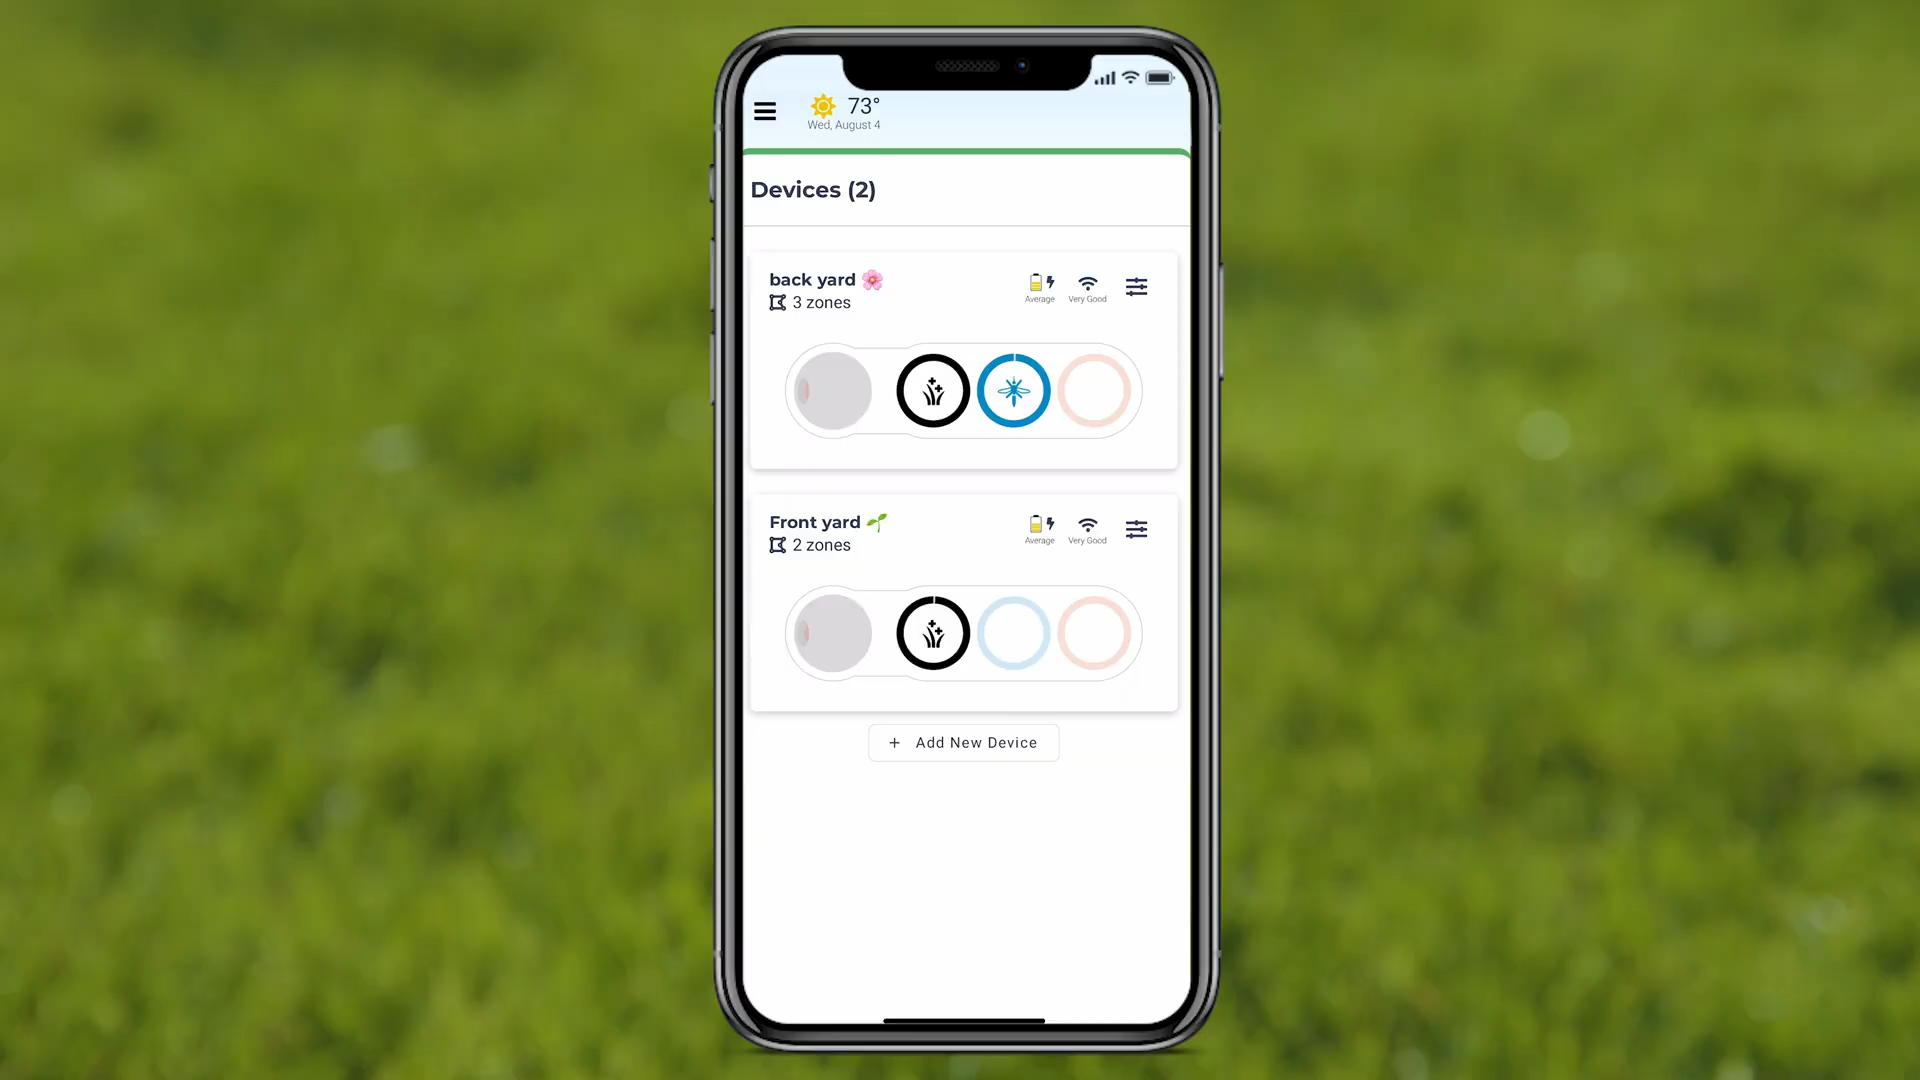 73°
Wed, August 4
Devices (2)
back yard 🌸
3 zones
Average
Very Good
Front yard 🌱
2 zones
Average
Very Good
+ Add New Device